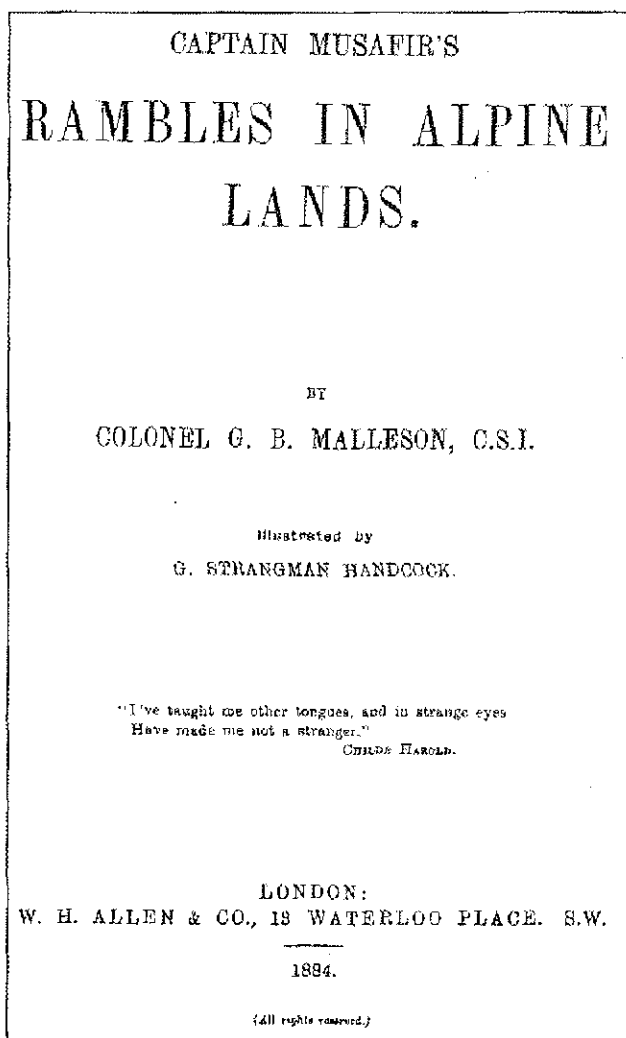 CAPTAIN MUSAFIR'S
RAMBLES IN ALPINE
LANDS.
BY
COLONEL G. B. MALLESON, C.S.I.
Illustrated by
G. STRANGMAN HANDCOCK.
"I've taught me other tongues, and in strange eyes
Have made me not a stranger."
CHILDE HAROLD.
LONDON:
W. H. ALLEN & CO., 13 WATERLOO PLACE. S.W.
1884.
(All rights reserved.)